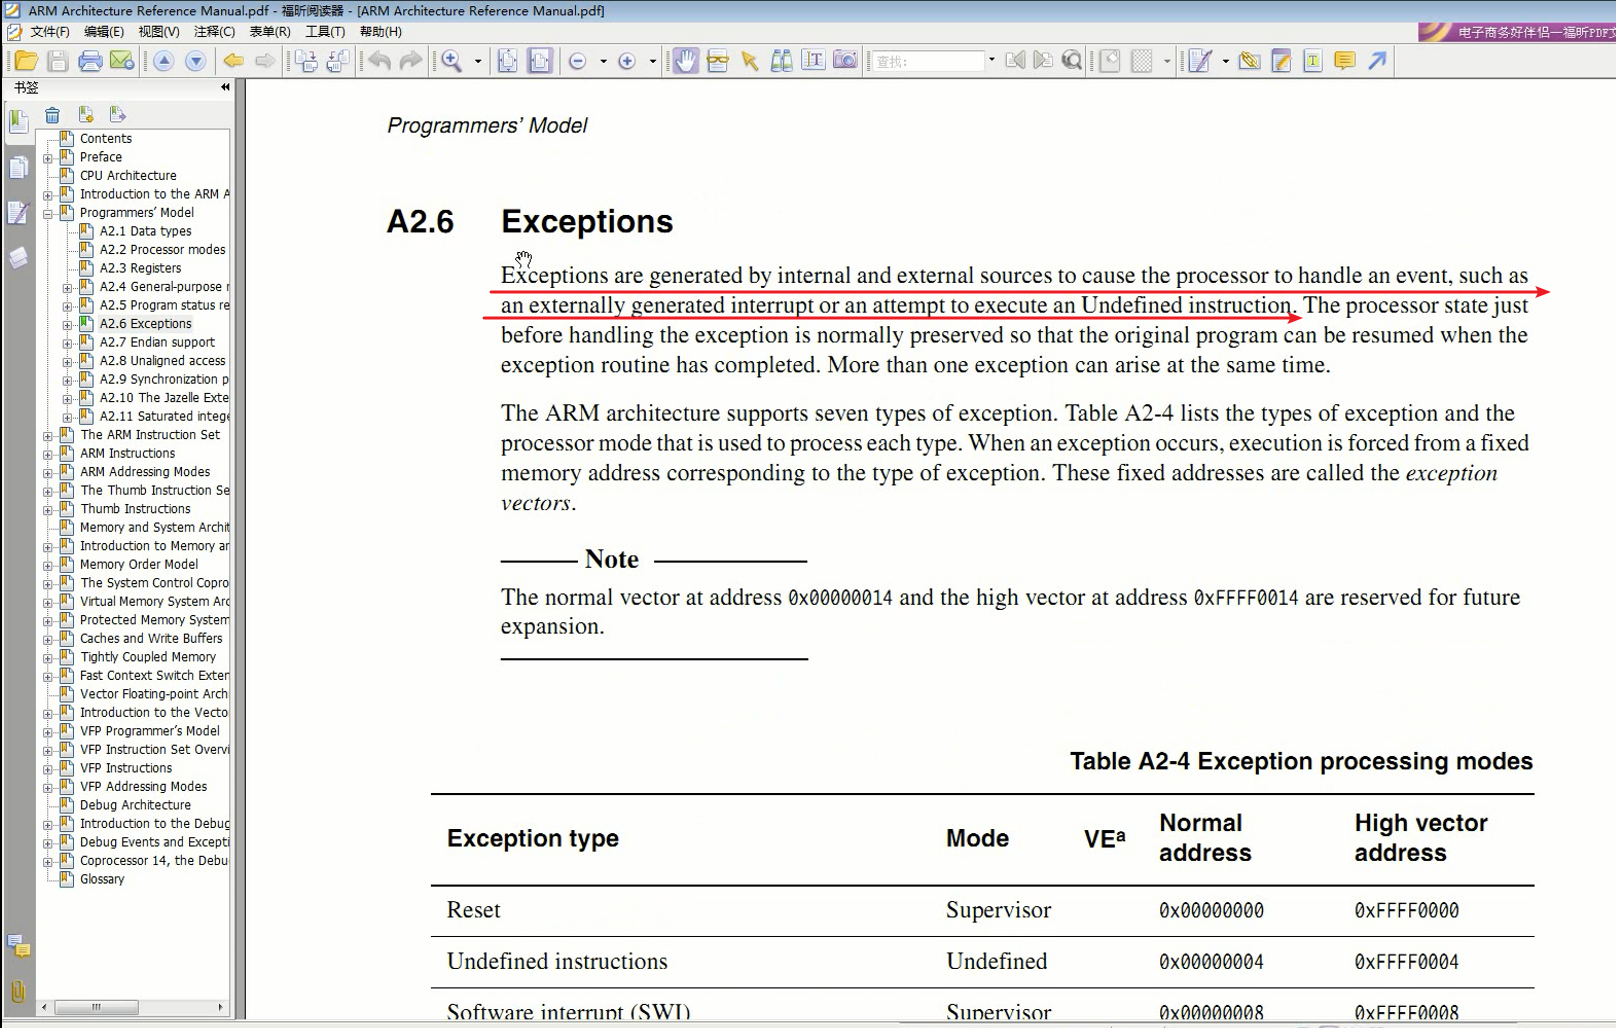 ARM Architecture Reference Manual.pdf - 福昕阅读器 - [ARM Architecture Reference Manual.pdf]
文件(F) 编辑(E) 视图(V) 注释(C) 表单(R) 工具(T) 帮助(H)
电子商务好伴侣—福昕PDF
查找:
书签
Contents
Preface
CPU Architecture
Introduction to the ARM A
Programmers' Model
A2.1 Data types
A2.2 Processor modes
A2.3 Registers
A2.4 General-purpose r
A2.5 Program status re
A2.6 Exceptions
A2.7 Endian support
A2.8 Unaligned access
A2.9 Synchronization p
A2.10 The Jazelle Exte
A2.11 Saturated intege
The ARM Instruction Set
ARM Instructions
ARM Addressing Modes
The Thumb Instruction Se
Thumb Instructions
Memory and System Archit
Introduction to Memory ar
Memory Order Model
The System Control Copro
Virtual Memory System Arc
Protected Memory System
Caches and Write Buffers
Tightly Coupled Memory
Fast Context Switch Exten
Vector Floating-point Arch
Introduction to the Vecto
VFP Programmer's Model
VFP Instruction Set Overvi
VFP Instructions
VFP Addressing Modes
Debug Architecture
Introduction to the Debug
Debug Events and Excepti
Coprocessor 14, the Debu
Glossary
Programmers' Model
A2.6 Exceptions
Exceptions are generated by internal and external sources to cause the processor to handle an event, such as
an externally generated interrupt or an attempt to execute an Undefined instruction. The processor state just
before handling the exception is normally preserved so that the original program can be resumed when the
exception routine has completed. More than one exception can arise at the same time.
The ARM architecture supports seven types of exception. Table A2-4 lists the types of exception and the
processor mode that is used to process each type. When an exception occurs, execution is forced from a fixed
memory address corresponding to the type of exception. These fixed addresses are called the exception
vectors.
Note
The normal vector at address 0x00000014 and the high vector at address 0xFFFF0014 are reserved for future
expansion.
Table A2-4 Exception processing modes
Exception type Mode VEa Normal address High vector address
Reset Supervisor 0x00000000 0xFFFF0000
Undefined instructions Undefined 0x00000004 0xFFFF0004
Software interrupt (SWI) Supervisor 0x00000008 0xFFFF0008